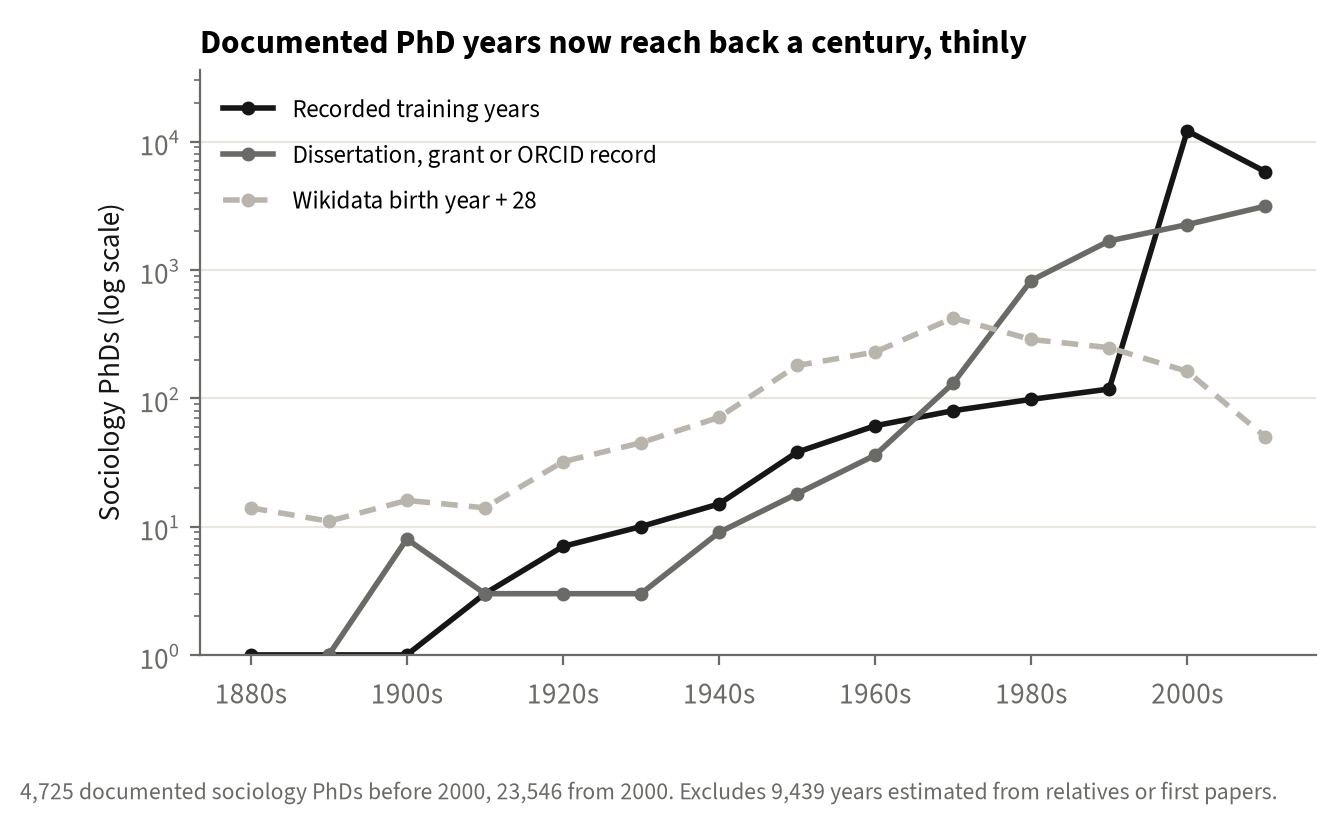 Documented PhD years now reach back a century, thinly
Recorded training years
Dissertation, grant or ORCID record
Wikidata birth year + 28
Sociology PhDs (log scale)
10⁴
10³
10²
10¹
10⁰
1880s 1900s 1920s 1940s 1960s 1980s 2000s
4,725 documented sociology PhDs before 2000, 23,546 from 2000. Excludes 9,439 years estimated from relatives or first papers.